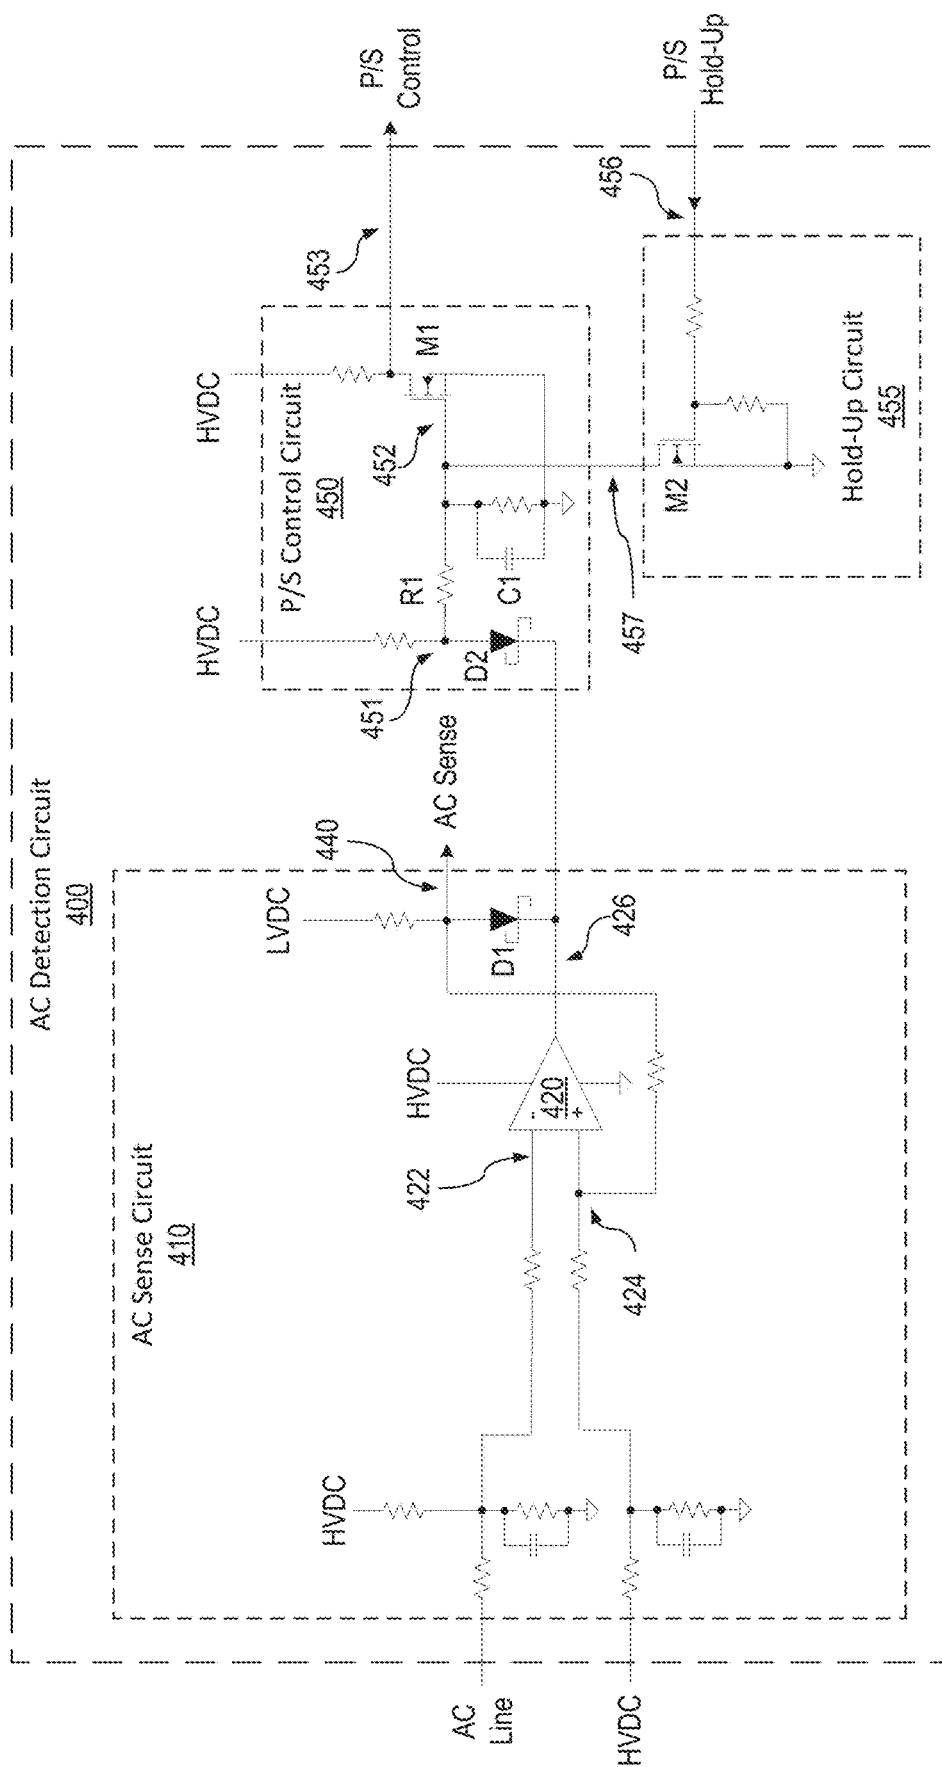 AC Detection Circuit
400
AC Sense Circuit
410
AC
Line
HVDC
HVDC
422
424
HVDC
-
+
420
426
LVDC
D1
440
AC Sense
HVDC
P/S Control Circuit
450
451
D2
R1
C1
452
HVDC
M1
453
P/S
Control
457
M2
Hold-Up Circuit
455
456
P/S
Hold-Up